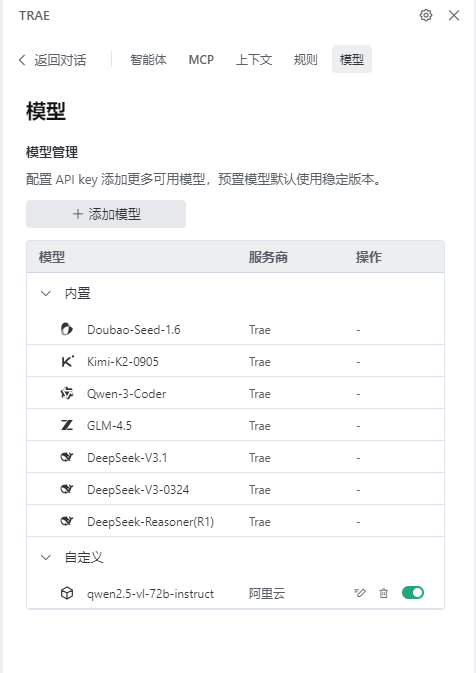 TRAE
返回对话 智能体 MCP 上下文 规则 模型
模型
模型管理
配置 API key 添加更多可用模型，预置模型默认使用稳定版本。
+ 添加模型
模型 服务商 操作
内置
Doubao-Seed-1.6 Trae -
Kimi-K2-0905 Trae -
Qwen-3-Coder Trae -
GLM-4.5 Trae -
DeepSeek-V3.1 Trae -
DeepSeek-V3-0324 Trae -
DeepSeek-Reasoner(R1) Trae -
自定义
qwen2.5-vl-72b-instruct 阿里云